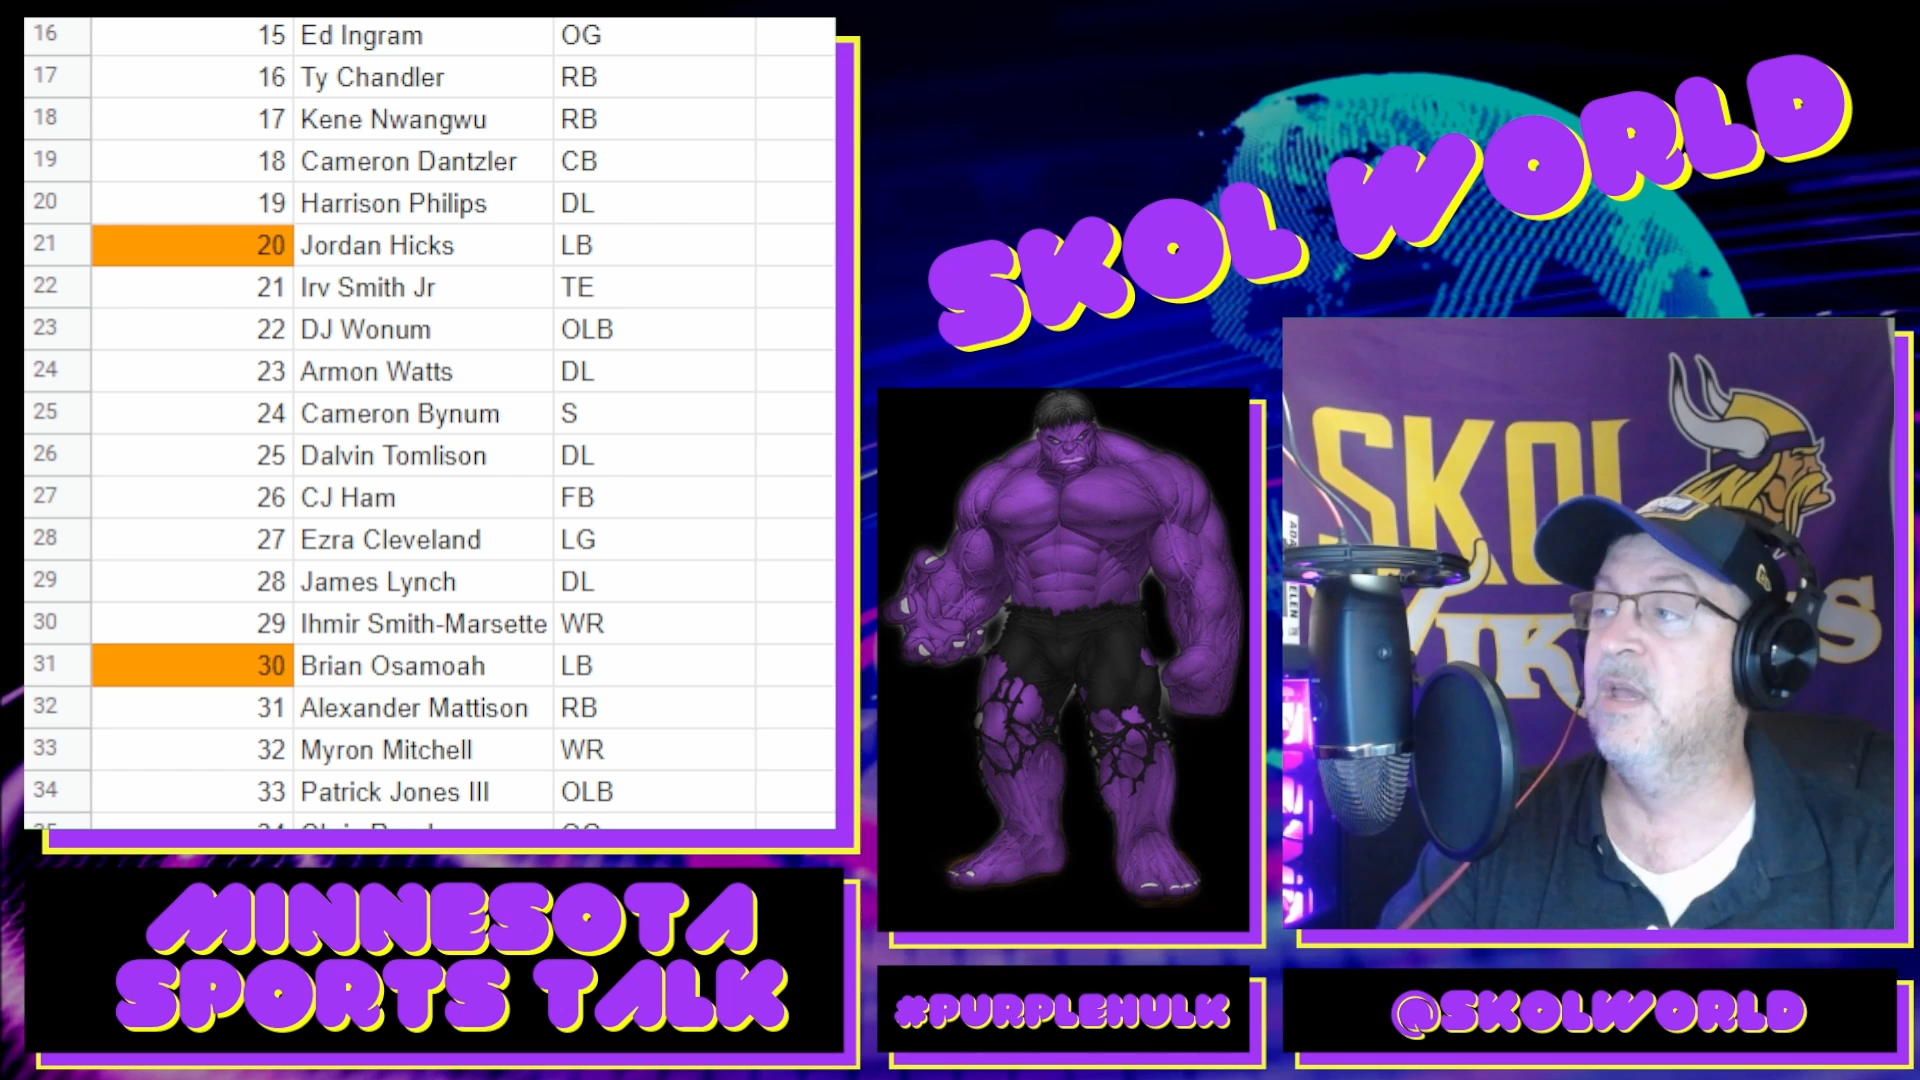 16 15 Ed Ingram OG
17 16 Ty Chandler RB
18 17 Kene Nwangwu RB
19 18 Cameron Dantzler CB
20 19 Harrison Philips DL
21 20 Jordan Hicks LB
22 21 Irv Smith Jr TE
23 22 DJ Wonum OLB
24 23 Armon Watts DL
25 24 Cameron Bynum S
26 25 Dalvin Tomlison DL
27 26 CJ Ham FB
28 27 Ezra Cleveland LG
29 28 James Lynch DL
30 29 Ihmir Smith-Marsette WR
31 30 Brian Osamoah LB
32 31 Alexander Mattison RB
33 32 Myron Mitchell WR
34 33 Patrick Jones III OLB
MINNESOTA
SPORTS TALK
SKOL WORLD
SKOL
#PURPLEHULK
@SKOLWORLD